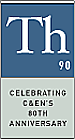 Th
90
CELEBRATING
C&EN'S
80TH
ANNIVERSARY